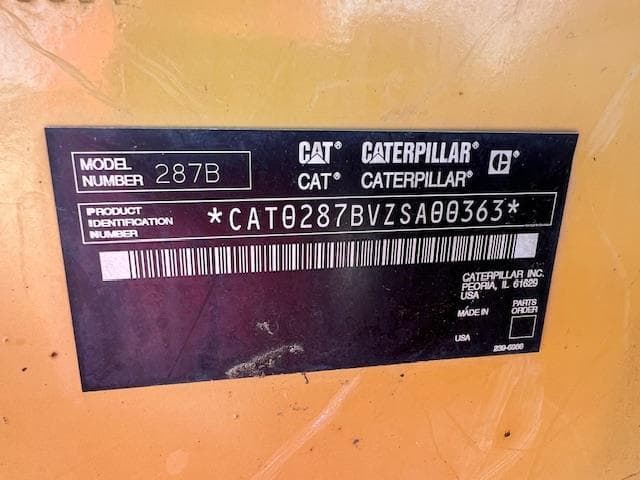 MODEL NUMBER 287B
CAT® CATERPILLAR® C®
CAT® CATERPILLAR®
PRODUCT IDENTIFICATION NUMBER *CAT0287BVZSA00363*
CATERPILLAR INC.
PEORIA, IL 61629
USA
MADE IN
USA
PARTS
ORDER
239-6956